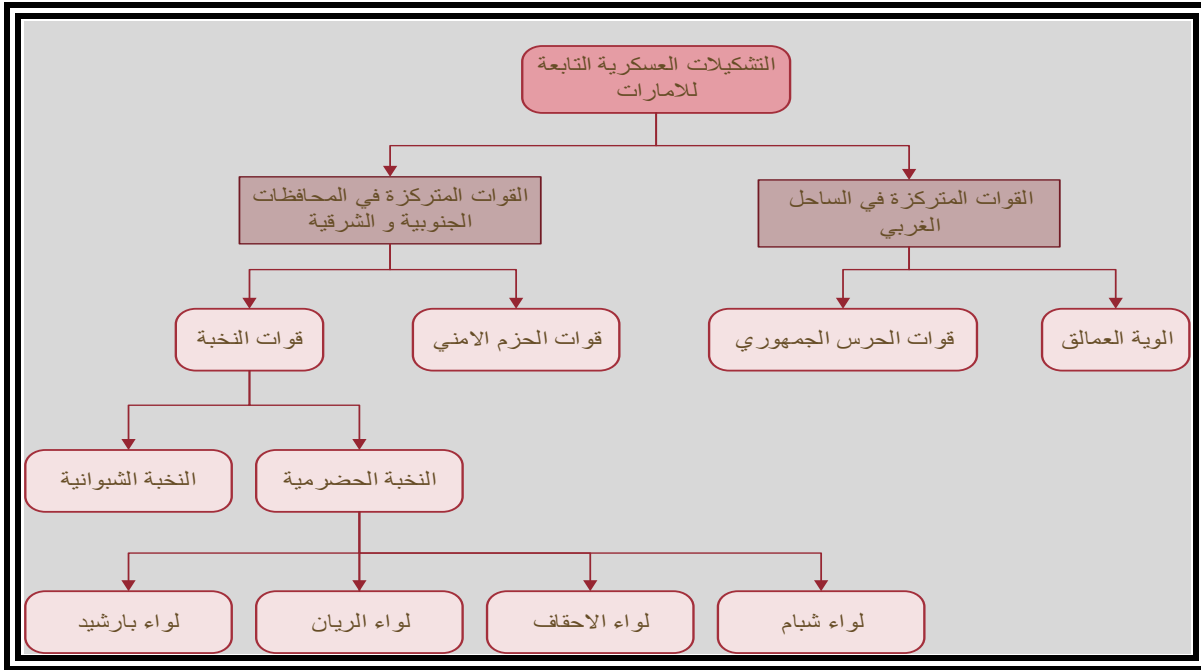 التشكيلات العسكرية التابعة
للامارات
القوات المتركزة في الساحل
الغربي
القوات المتركزة في المحافظات
الجنوبية و الشرقية
الوية العمالق
قوات الحرس الجمهوري
قوات الحزم الامني
قوات النخبة
النخبة الحضرمية
النخبة الشبوانية
لواء شبام
لواء الاحقاف
لواء الريان
لواء بارشيد